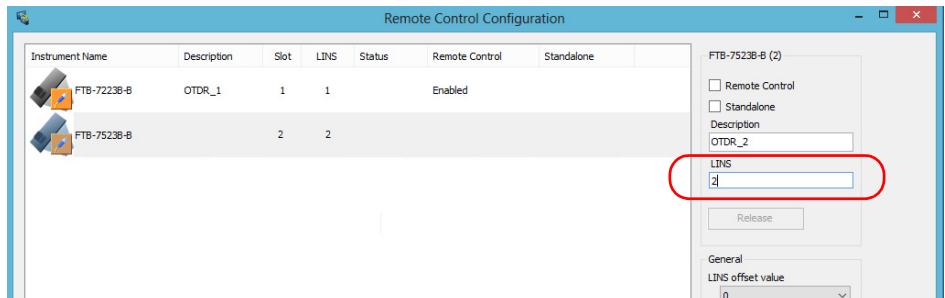 Remote Control Configuration
Instrument Name Description Slot LINS Status Remote Control Standalone
FTB-7223B-B OTDR_1 1 1 Enabled
FTB-7523B-B 2 2
FTB-7523B-B (2)
Remote Control
Standalone
Description
OTDR_2
LINS
2
Release
General
LINS offset value
0